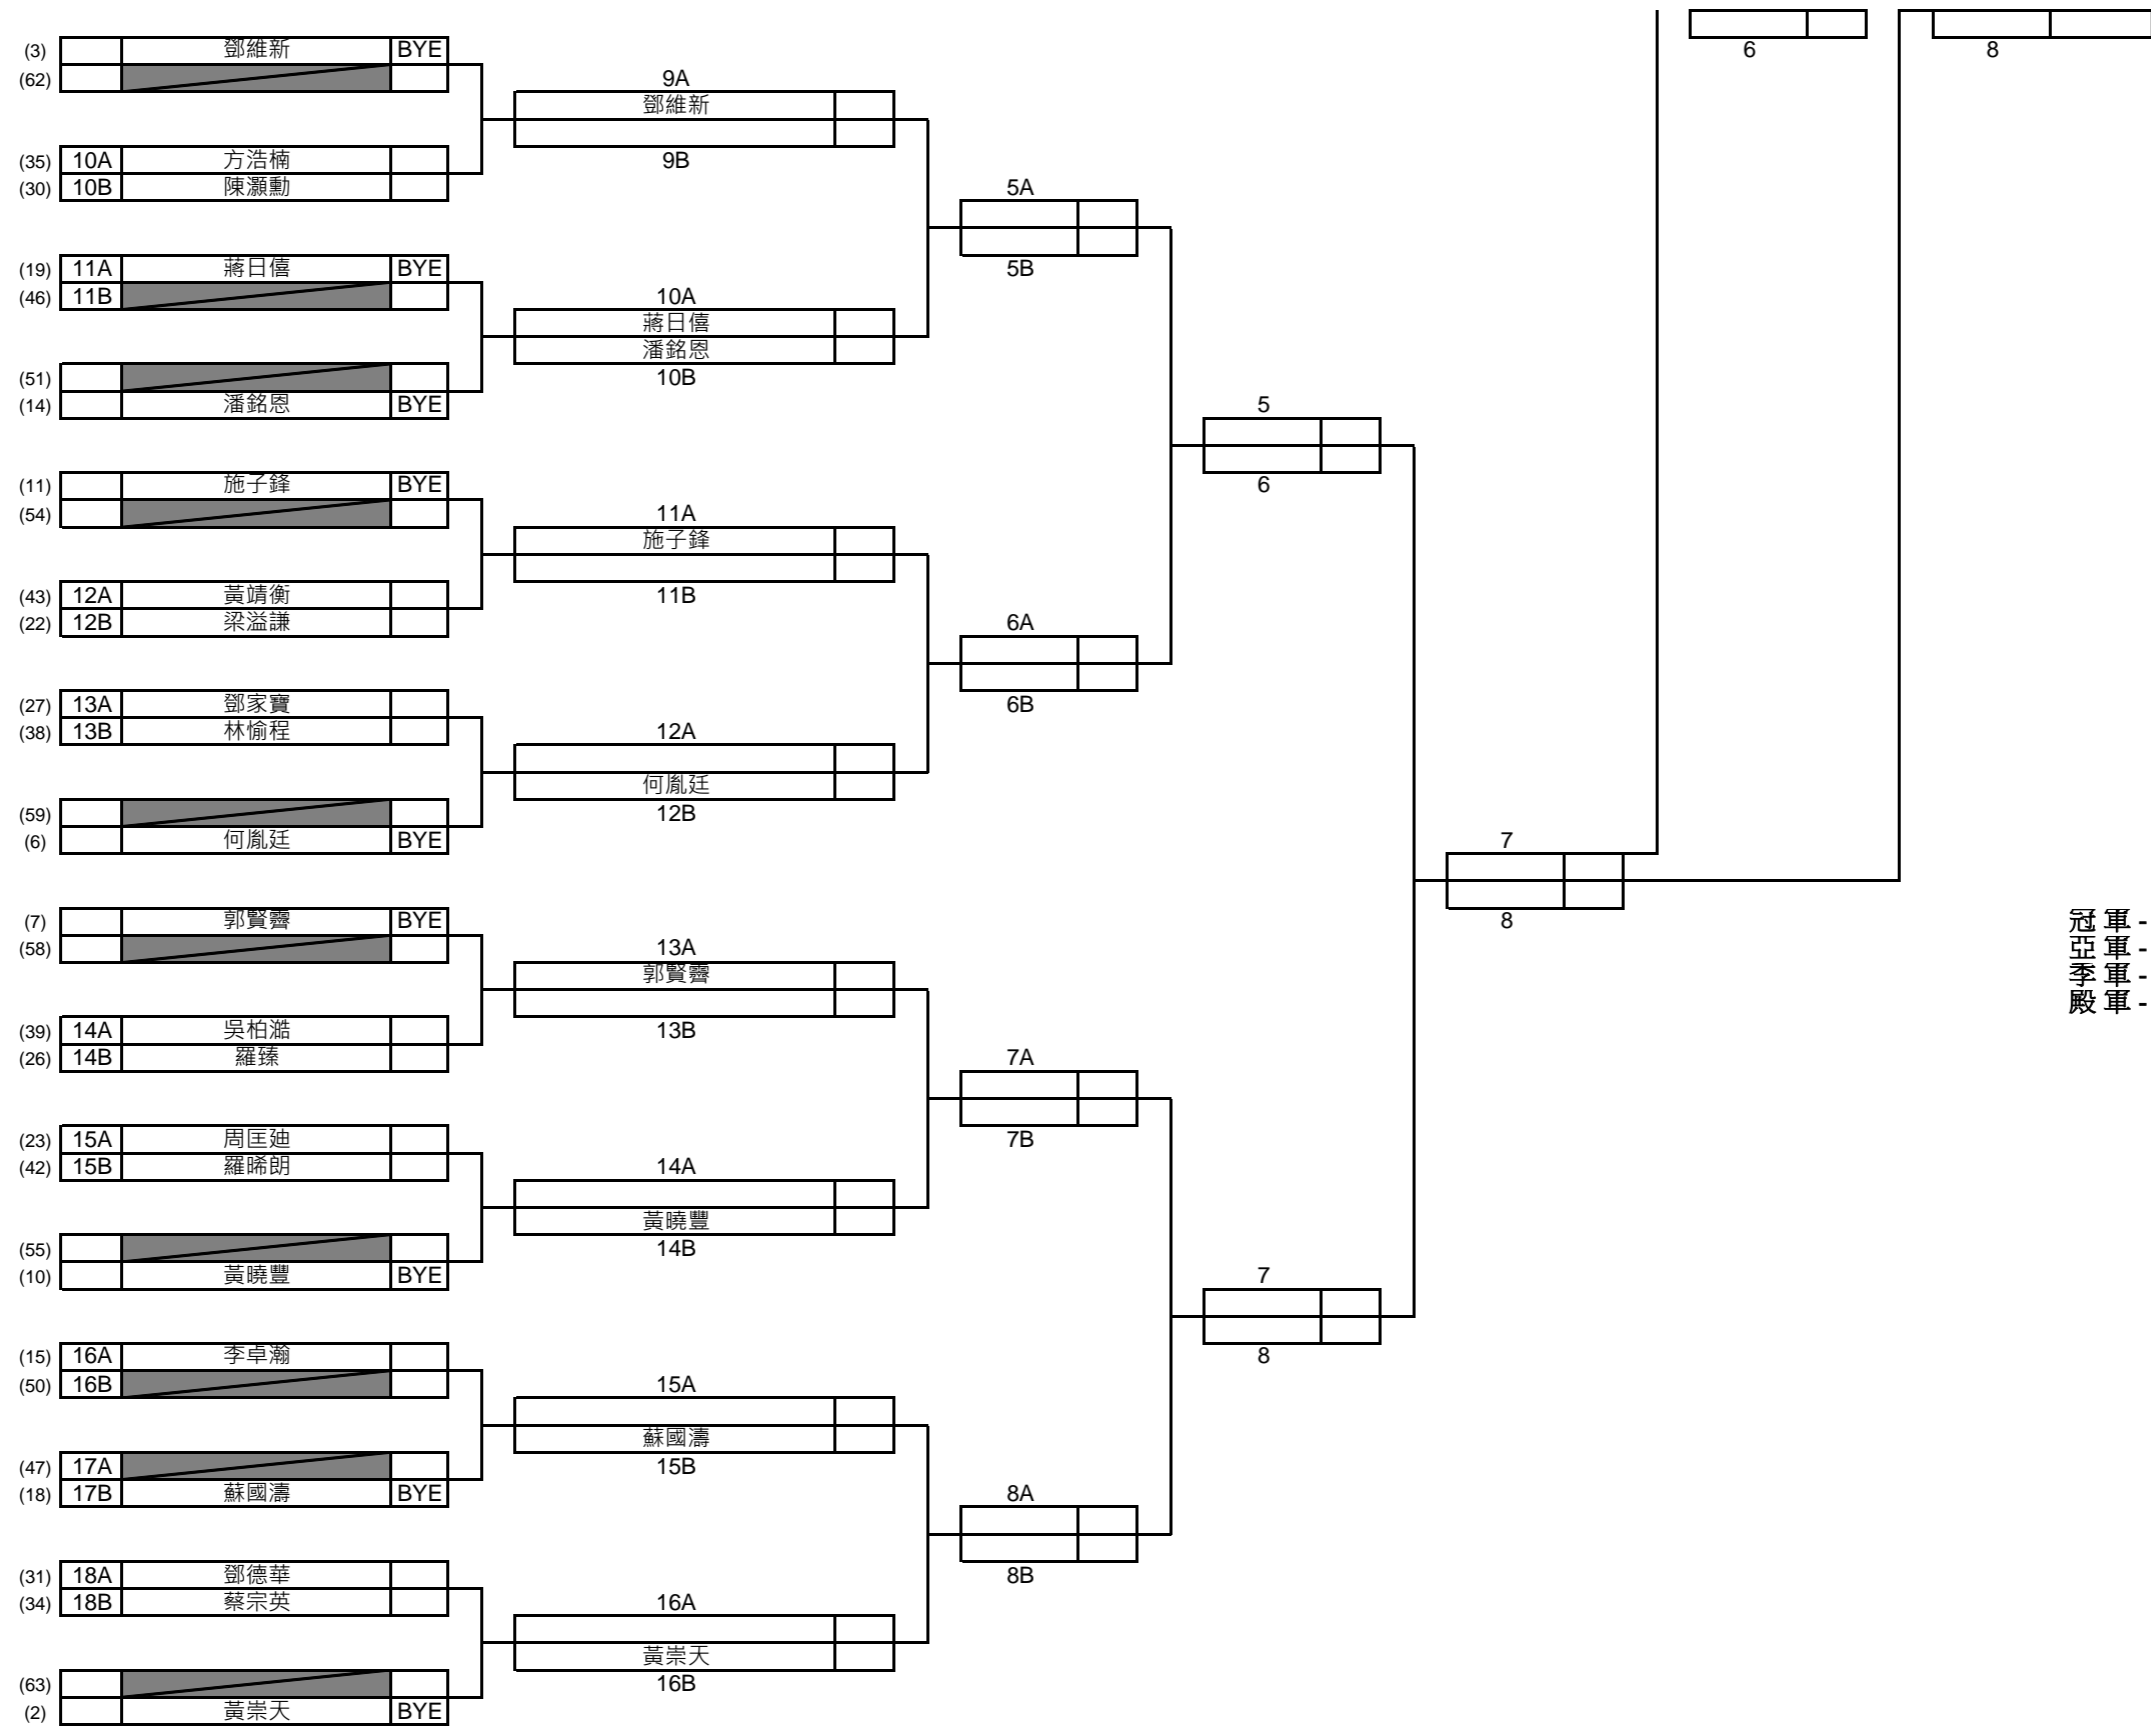 6
8
(3) 鄧維新 BYE
(62)
9A
鄧維新
9B
(35) 10A 方浩楠
(30) 10B 陳灝勳
5A
5B
(19) 11A 蔣日僖 BYE
(46) 11B
10A
蔣日僖
潘銘恩
10B
(51)
(14) 潘銘恩 BYE
5
6
(11) 施子鋒 BYE
(54)
11A
施子鋒
11B
(43) 12A 黃靖衡
(22) 12B 梁溢謙
6A
6B
(27) 13A 鄧家寶
(38) 13B 林愉程
12A
何胤廷
12B
(59)
(6) 何胤廷 BYE
7
8
(7) 郭賢霽 BYE
(58)
13A
郭賢霽
13B
冠 軍 -
亞 軍 -
季 軍 -
殿 軍 -
(39) 14A 吳柏澔
(26) 14B 羅臻
7A
7B
(23) 15A 周匡迪
(42) 15B 羅晞朗
14A
黃曉豐
14B
(55)
(10) 黃曉豐 BYE
7
8
(15) 16A 李卓瀚
(50) 16B
15A
蘇國濤
15B
(47) 17A
(18) 17B 蘇國濤 BYE
8A
8B
(31) 18A 鄧德華
(34) 18B 蔡宗英
16A
黃崇天
16B
(63)
(2) 黃崇天 BYE